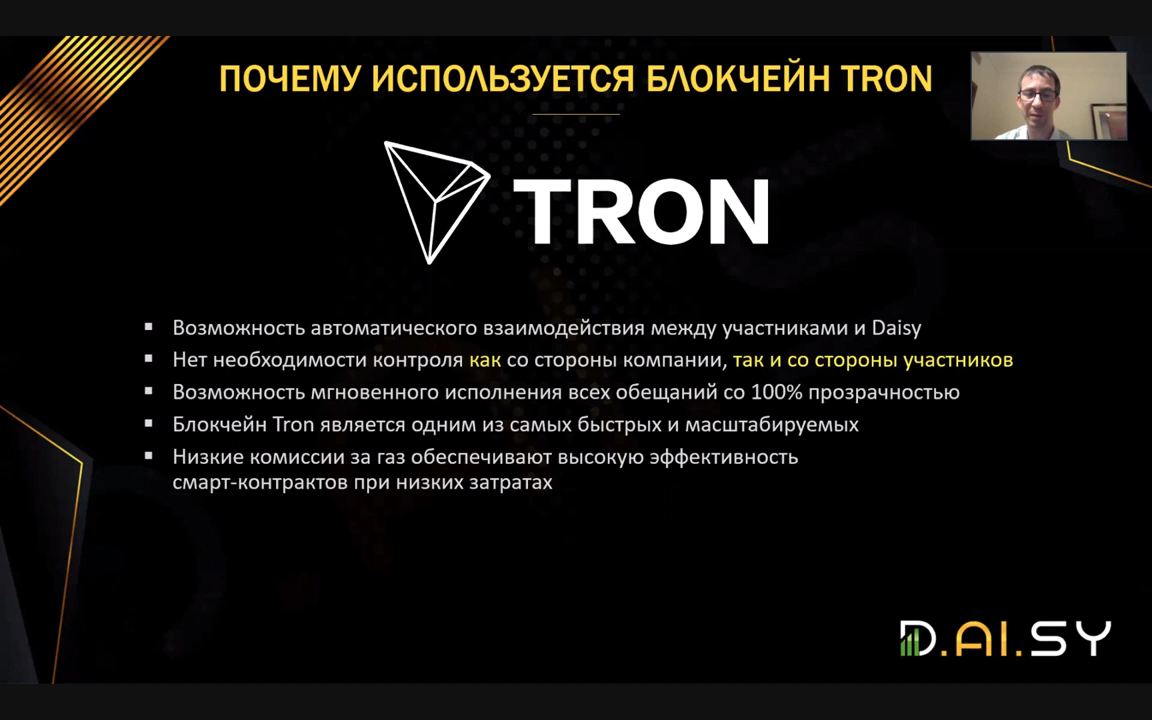 ПОЧЕМУ ИСПОЛЬЗУЕТСЯ БЛОКЧЕЙН TRON
TRON
▪ Возможность автоматического взаимодействия между участниками и Daisy
▪ Нет необходимости контроля как со стороны компании, так и со стороны участников
▪ Возможность мгновенного исполнения всех обещаний со 100% прозрачностью
▪ Блокчейн Tron является одним из самых быстрых и масштабируемых
▪ Низкие комиссии за газ обеспечивают высокую эффективность
смарт-контрактов при низких затратах
D.AI.SY